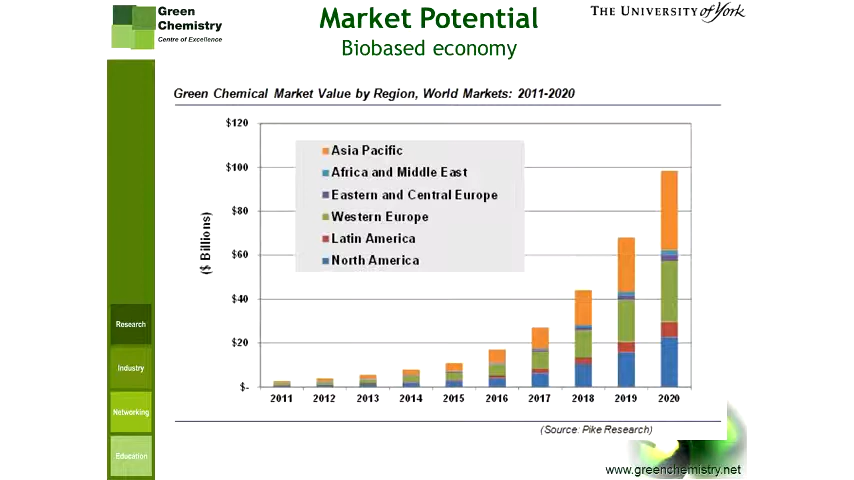 Green
Chemistry
Centre of Excellence
Market Potential
Biobased economy
THE UNIVERSITY of York
Green Chemical Market Value by Region, World Markets: 2011-2020
($ Billions)
$120
$100
$80
$60
$40
$20
$-
Asia Pacific
Africa and Middle East
Eastern and Central Europe
Western Europe
Latin America
North America
2011 2012 2013 2014 2015 2016 2017 2018 2019 2020
(Source: Pike Research)
Research
Industry
Networking
Education
www.greenchemistry.net